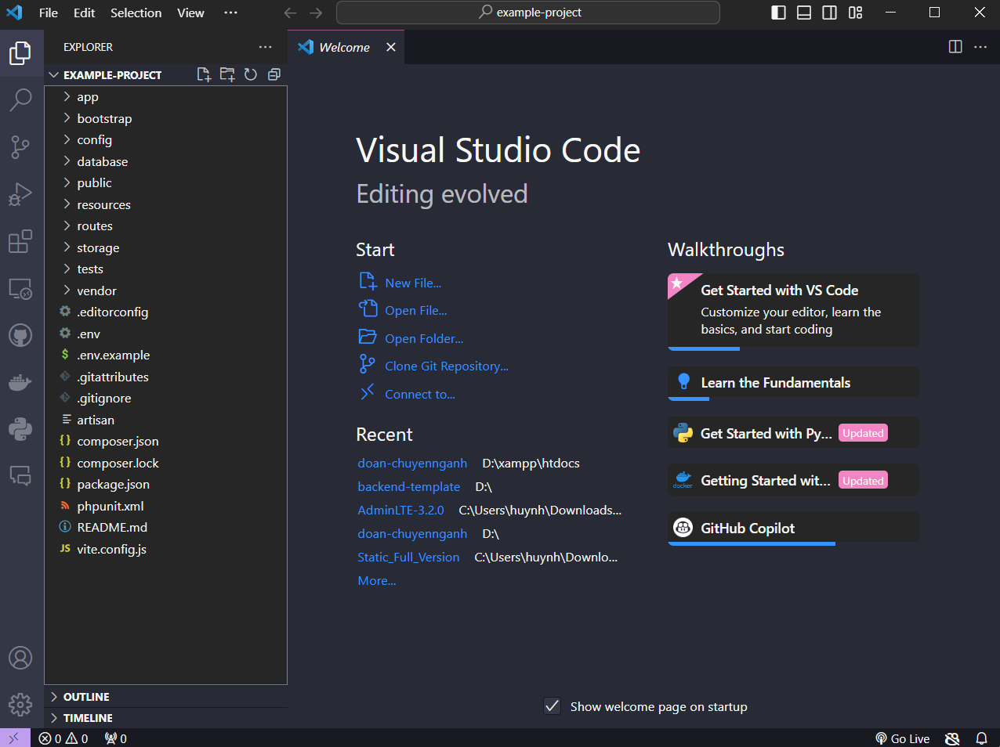 File Edit Selection View ···
example-project
EXPLORER
Welcome
EXAMPLE-PROJECT
app
bootstrap
config
database
public
resources
routes
storage
tests
vendor
.editorconfig
.env
$ .env.example
.gitattributes
.gitignore
artisan
{} composer.json
{} composer.lock
{} package.json
phpunit.xml
README.md
JS vite.config.js
OUTLINE
TIMELINE
Visual Studio Code
Editing evolved
Start
New File...
Open File...
Open Folder...
Clone Git Repository...
Connect to...
Recent
doan-chuyennganh D:\xampp\htdocs
backend-template D:\
AdminLTE-3.2.0 C:\Users\huynh\Downloads...
doan-chuyennganh D:\
Static_Full_Version C:\Users\huynh\Downlo...
More...
Walkthroughs
Get Started with VS Code
Customize your editor, learn the
basics, and start coding
Learn the Fundamentals
Get Started with Py... Updated
docker Getting Started wit... Updated
GitHub Copilot
Show welcome page on startup
0 0 0 Go Live